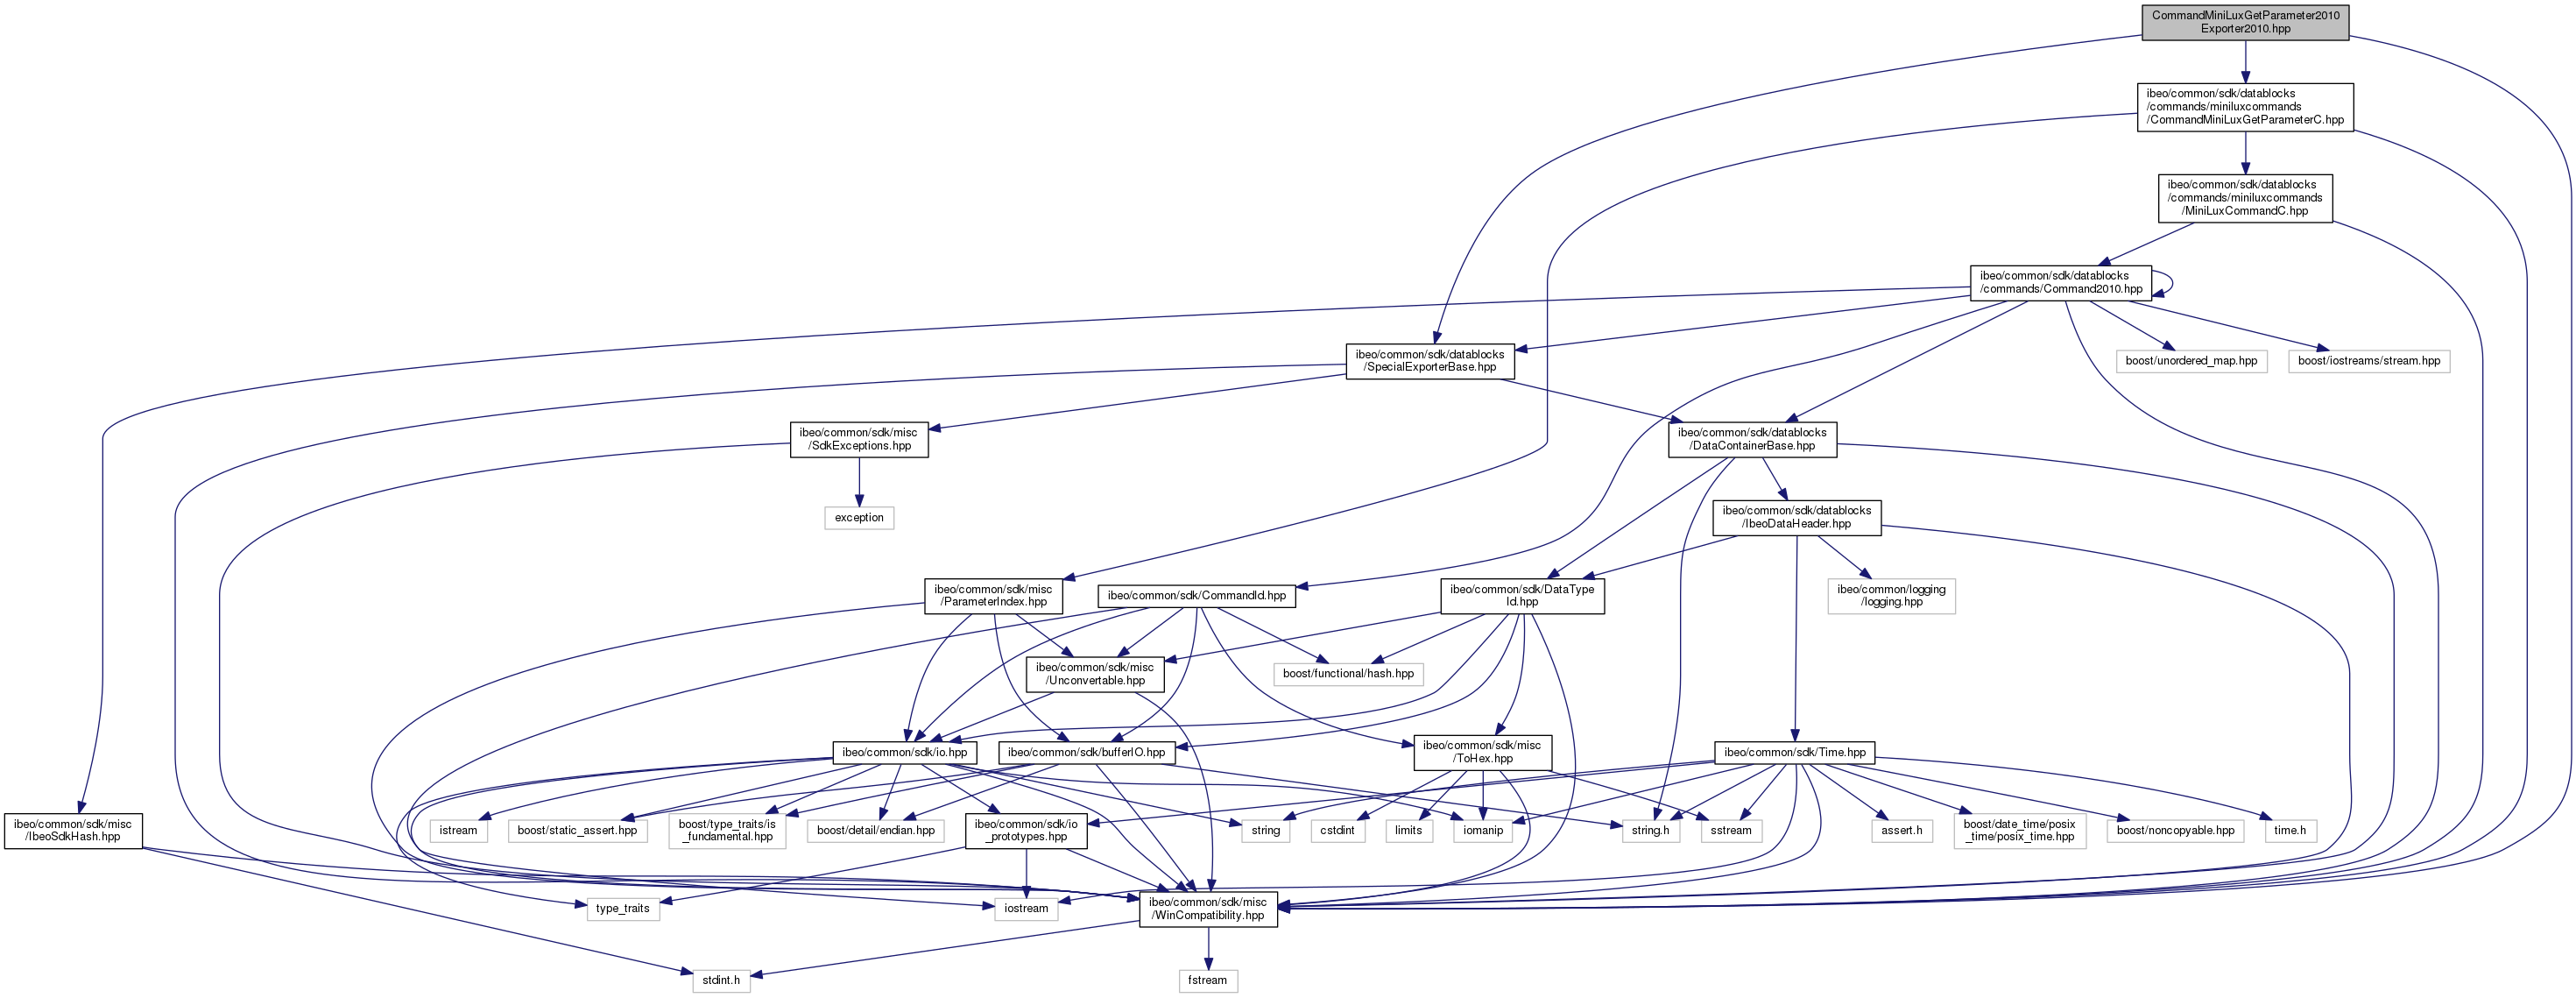 CommandMiniLuxGetParameter2010
Exporter2010.hpp
ibeo/common/sdk/datablocks
/commands/miniluxcommands
/CommandMiniLuxGetParameterC.hpp
ibeo/common/sdk/datablocks
/commands/miniluxcommands
/MiniLuxCommandC.hpp
ibeo/common/sdk/datablocks
/commands/Command2010.hpp
ibeo/common/sdk/datablocks
/SpecialExporterBase.hpp
boost/unordered_map.hpp
boost/iostreams/stream.hpp
ibeo/common/sdk/misc
/SdkExceptions.hpp
ibeo/common/sdk/datablocks
/DataContainerBase.hpp
exception
ibeo/common/sdk/datablocks
/IbeoDataHeader.hpp
ibeo/common/sdk/misc
/ParameterIndex.hpp
ibeo/common/sdk/CommandId.hpp
ibeo/common/sdk/DataType
Id.hpp
ibeo/common/logging
/logging.hpp
ibeo/common/sdk/misc
/Unconvertable.hpp
boost/functional/hash.hpp
ibeo/common/sdk/io.hpp
ibeo/common/sdk/bufferIO.hpp
ibeo/common/sdk/misc
/ToHex.hpp
ibeo/common/sdk/Time.hpp
ibeo/common/sdk/misc
/IbeoSdkHash.hpp
istream
boost/static_assert.hpp
boost/type_traits/is
_fundamental.hpp
boost/detail/endian.hpp
ibeo/common/sdk/io
_prototypes.hpp
string
cstdint
limits
iomanip
string.h
sstream
assert.h
boost/date_time/posix
_time/posix_time.hpp
boost/noncopyable.hpp
time.h
type_traits
iostream
ibeo/common/sdk/misc
/WinCompatibility.hpp
stdint.h
fstream